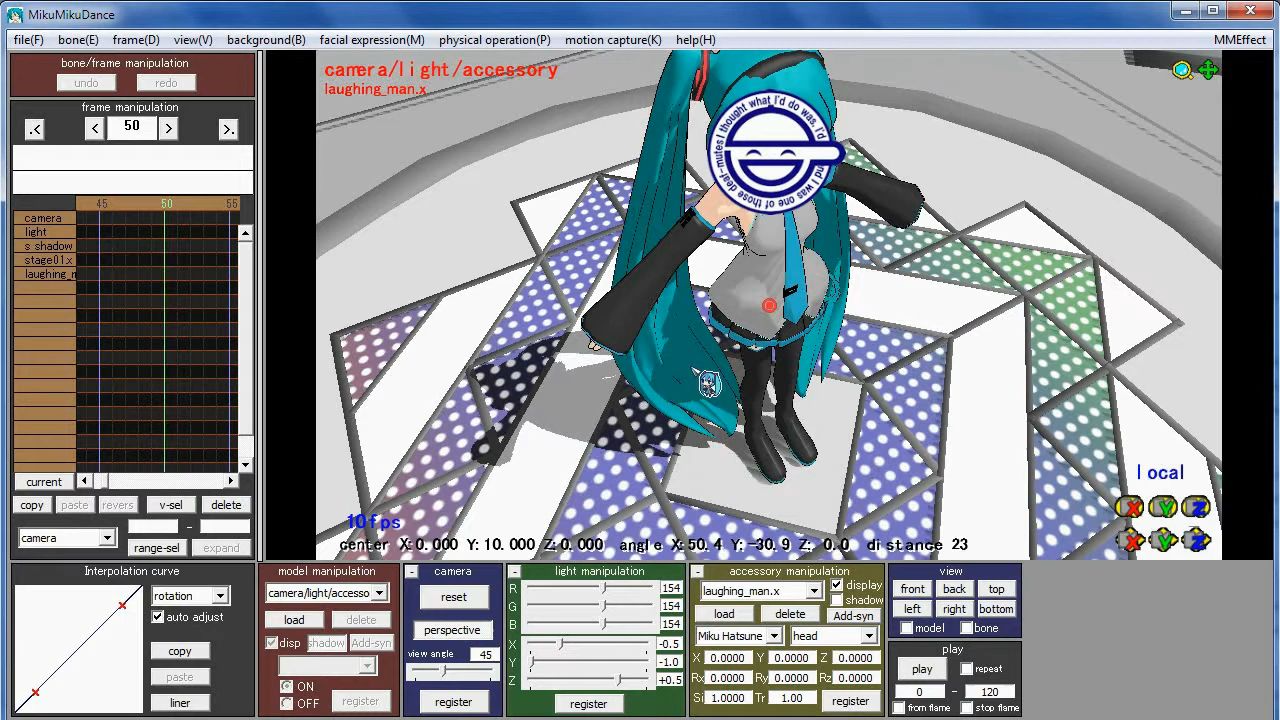 MikuMikuDance
file(F) bone(E) frame(D) view(V) background(B) facial expression(M) physical operation(P) motion capture(K) help(H) MMEffect
bone/frame manipulation
undo redo
frame manipulation
.< < 50 > >.
45 50 55
camera
light
s shadow
stage01.x
laughing_m
current
copy paste revers v-sel delete
camera -
range-sel expand
camera/light/accessory
laughing_man.x
I thought what I'd do was, I'd
and I was one of those deaf-mutes
local
X Y Z
X Y Z
10fps
center X:0.000 Y: 10.000 Z:0.000 angle X:50.4 Y:-30.9 Z: 0.0 distance 23
Interpolation curve
rotation
auto adjust
copy
paste
liner
model manipulation
camera/light/accesso
load delete
disp shadow Add-syn
ON
OFF register
- camera
reset
perspective
view angle 45
register
- light manipulation
R 154
G 154
B 154
X -0.5
Y -1.0
Z +0.5
register
- accessory manipulation
laughing_man.x display
shadow
load delete Add-syn
Miku Hatsune head
X 0.0000 Y 0.0000 Z 0.0000
Rx 0.0000 Ry 0.0000 Rz 0.0000
Si 1.0000 Tr 1.00 register
view
front back top
left right bottom
model bone
play
play repeat
0 - 120
from flame stop flame